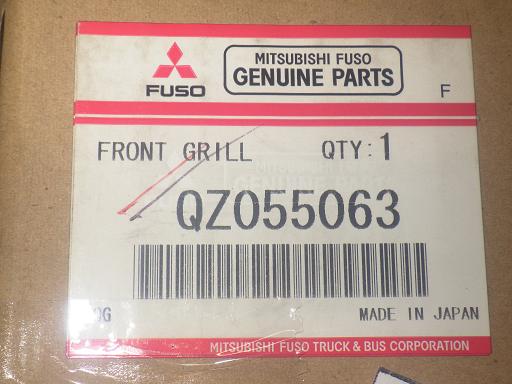 MITSUBISHI FUSO
GENUINE PARTS
FUSO
F
FRONT GRILL QTY:1
QZ055063
MADE IN JAPAN
MITSUBISHI FUSO TRUCK & BUS CORPORATION